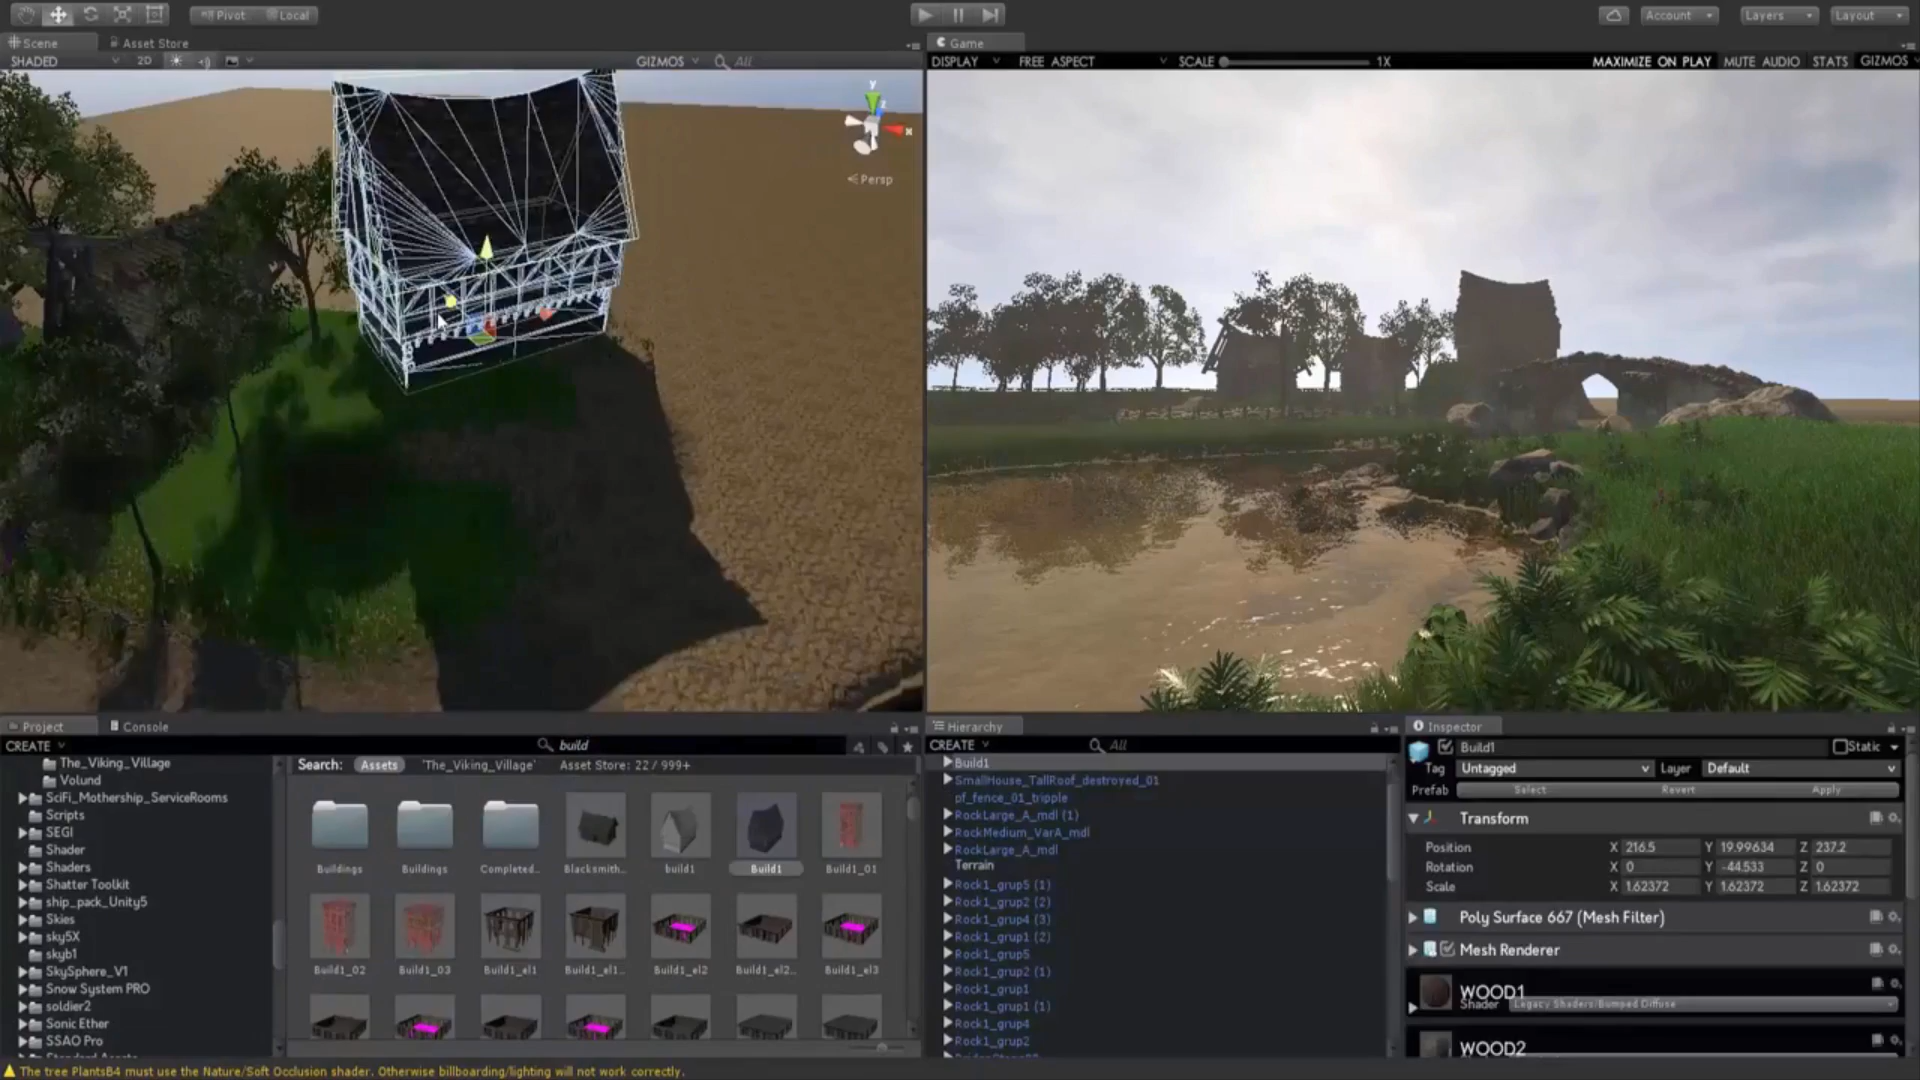 Pivot Local Account Layers Layout
Scene Asset Store
SHADED 2D GIZMOS All
y
z
x
Persp
Game
DISPLAY FREE ASPECT SCALE 1X MAXIMIZE ON PLAY MUTE AUDIO STATS GIZMOS
Project Console
CREATE build
The_Viking_Village
Volund
SciFi_Mothership_ServiceRooms
Scripts
SEGI
Shader
Shaders
Shatter Toolkit
ship_pack_Unity5
Skies
sky5X
skyb1
SkySphere_V1
Snow System PRO
soldier2
Sonic Ether
SSAO Pro
Standard Assets
Search: Assets 'The_Viking_Village' Asset Store: 22 / 999+
Buildings Buildings Completed.. Blacksmith.. build1 Build1 Build1_01
Build1_02 Build1_03 Build1_el1 Build1_el1.. Build1_el2 Build1_el2.. Build1_el3
Hierarchy
CREATE All
Build1
SmallHouse_TallRoof_destroyed_01
pf_fence_01_tripple
RockLarge_A_mdl (1)
RockMedium_VarA_mdl
RockLarge_A_mdl
Terrain
Rock1_grup5 (1)
Rock1_grup2 (2)
Rock1_grup4 (3)
Rock1_grup1 (2)
Rock1_grup5
Rock1_grup2 (1)
Rock1_grup1
Rock1_grup1 (1)
Rock1_grup4
Rock1_grup2
Inspector
Build1 Static
Tag Untagged Layer Default
Prefab Select Revert Apply
Transform
Position X 216.5 Y 19.99634 Z 237.2
Rotation X 0 Y -44.533 Z 0
Scale X 1.62372 Y 1.62372 Z 1.62372
Poly Surface 667 (Mesh Filter)
Mesh Renderer
WOOD1
Shader Legacy Shaders/Bumped Diffuse
WOOD2
The tree PlantsB4 must use the Nature/Soft Occlusion shader. Otherwise billboarding/lighting will not work correctly.